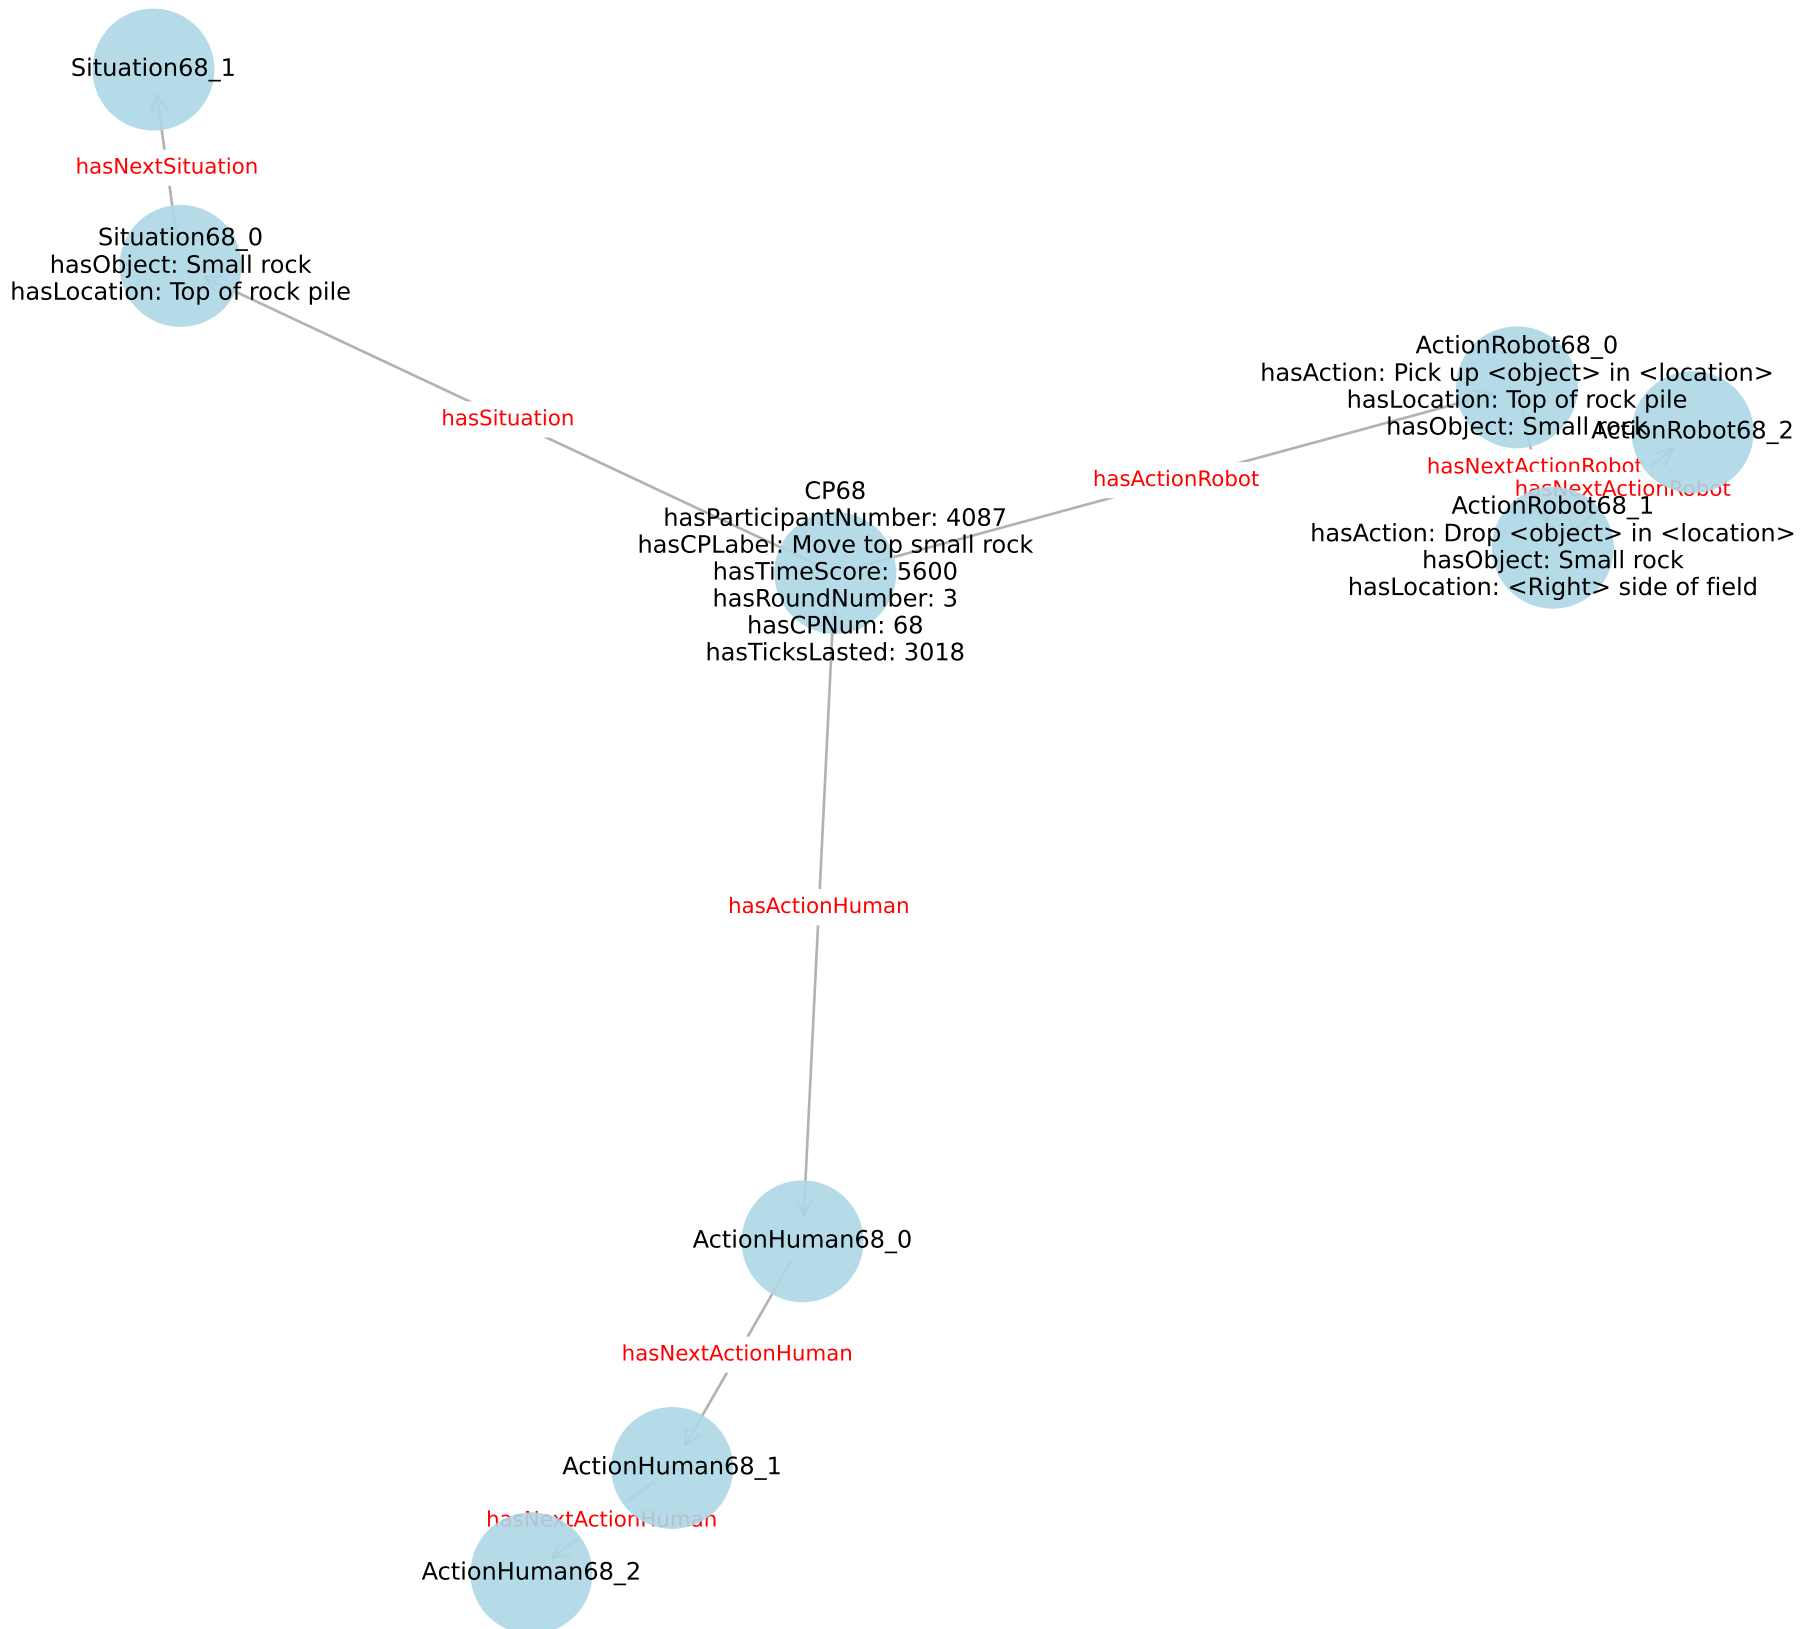 Situation68_1
hasNextSituation
Situation68_0
hasObject: Small rock
hasLocation: Top of rock pile
hasSituation
ActionRobot68_0
hasAction: Pick up <object> in <location>
hasLocation: Top of rock pile
hasObject: Small rock
ActionRobot68_2
hasNextActionRobot
hasNextActionRobot
hasActionRobot
ActionRobot68_1
hasAction: Drop <object> in <location>
hasObject: Small rock
hasLocation: <Right> side of field
CP68
hasParticipantNumber: 4087
hasCPLabel: Move top small rock
hasTimeScore: 5600
hasRoundNumber: 3
hasCPNum: 68
hasTicksLasted: 3018
hasActionHuman
ActionHuman68_0
hasNextActionHuman
ActionHuman68_1
hasNextActionHuman
ActionHuman68_2